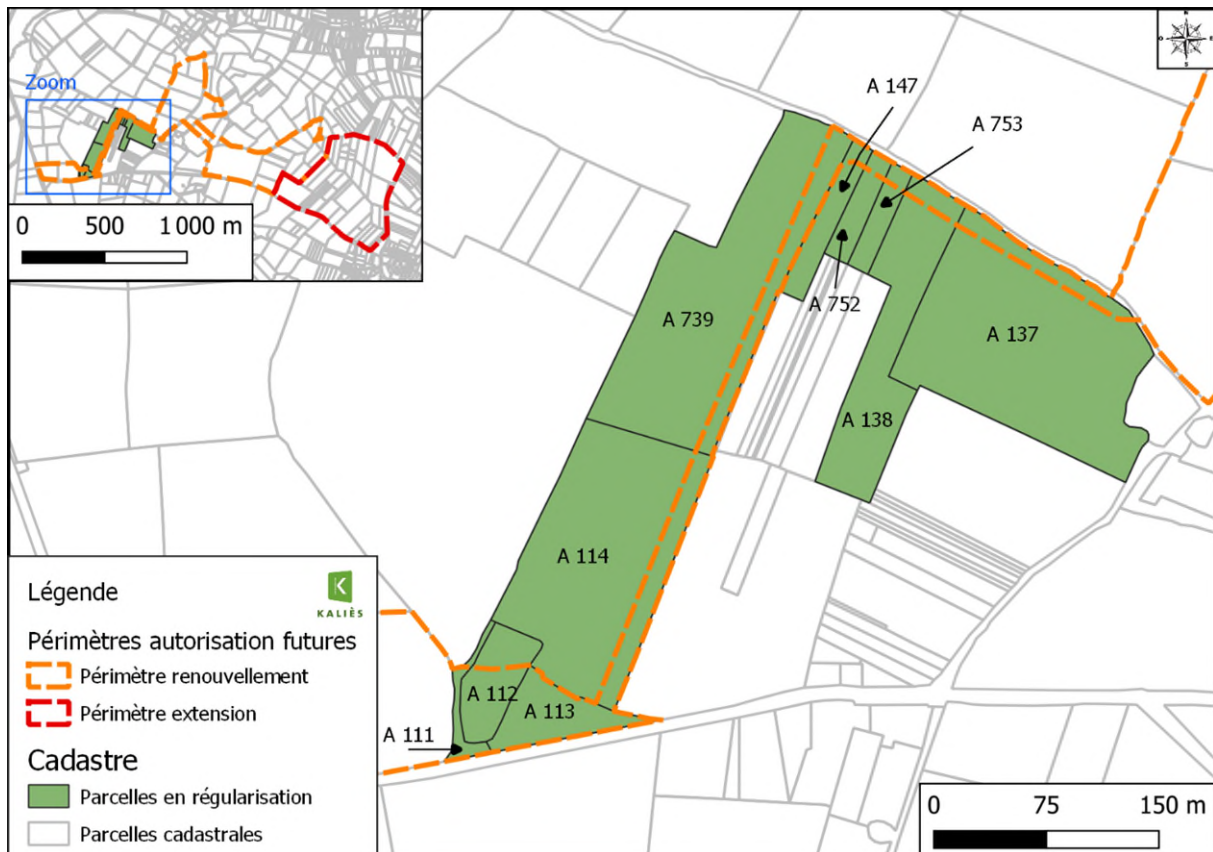 Zoom
0 500 1 000 m
A 147
A 753
A 752
A 739
A 137
A 138
A 114
A 112
A 113
A 111
Légende
KALIÈS
Périmètres autorisation futures
Périmètre renouvellement
Périmètre extension
Cadastre
Parcelles en régularisation
Parcelles cadastrales
0 75 150 m